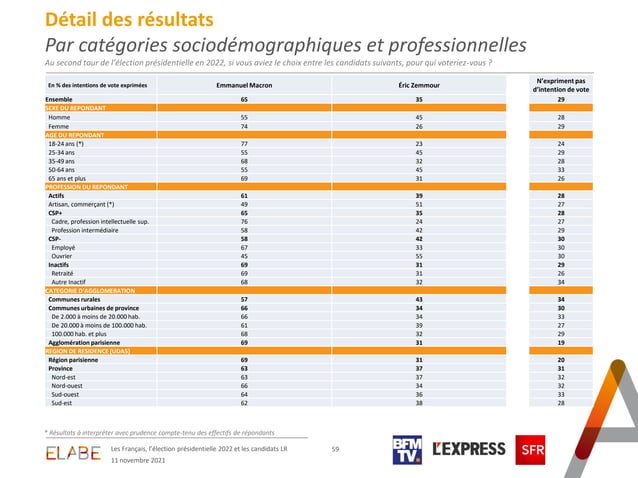 Détail des résultats
Par catégories sociodémographiques et professionnelles
Au second tour de l'élection présidentielle en 2022, si vous aviez le choix entre les candidats suivants, pour qui voteriez-vous ?
En % des intentions de vote exprimées Emmanuel Macron Éric Zemmour N'expriment pas d'intention de vote
Ensemble 65 35 29
SEXE DU REPONDANT
Homme 55 45 28
Femme 74 26 29
AGE DU REPONDANT
18-24 ans (*) 77 23 24
25-34 ans 55 45 29
35-49 ans 68 32 28
50-64 ans 55 45 33
65 ans et plus 69 31 26
PROFESSION DU REPONDANT
Actifs 61 39 28
Artisan, commerçant (*) 49 51 27
CSP+ 65 35 28
Cadre, profession intellectuelle sup. 76 24 27
Profession intermédiaire 58 42 29
CSP- 58 42 30
Employé 67 33 30
Ouvrier 45 55 30
Inactifs 69 31 29
Retraité 69 31 26
Autre Inactif 68 32 34
CATEGORIE D'AGGLOMERATION
Communes rurales 57 43 34
Communes urbaines de province 66 34 30
De 2.000 à moins de 20.000 hab. 66 34 33
De 20.000 à moins de 100.000 hab. 61 39 27
100.000 hab. et plus 68 32 29
Agglomération parisienne 69 31 19
REGION DE RESIDENCE (UDA5)
Région parisienne 69 31 20
Province 63 37 31
Nord-est 63 37 32
Nord-ouest 66 34 32
Sud-ouest 64 36 33
Sud-est 62 38 28
* Résultats à interpréter avec prudence compte-tenu des effectifs de répondants
ELABE
Les Français, l'élection présidentielle 2022 et les candidats LR 59
11 novembre 2021
BFM TV.
L'EXPRESS
SFR